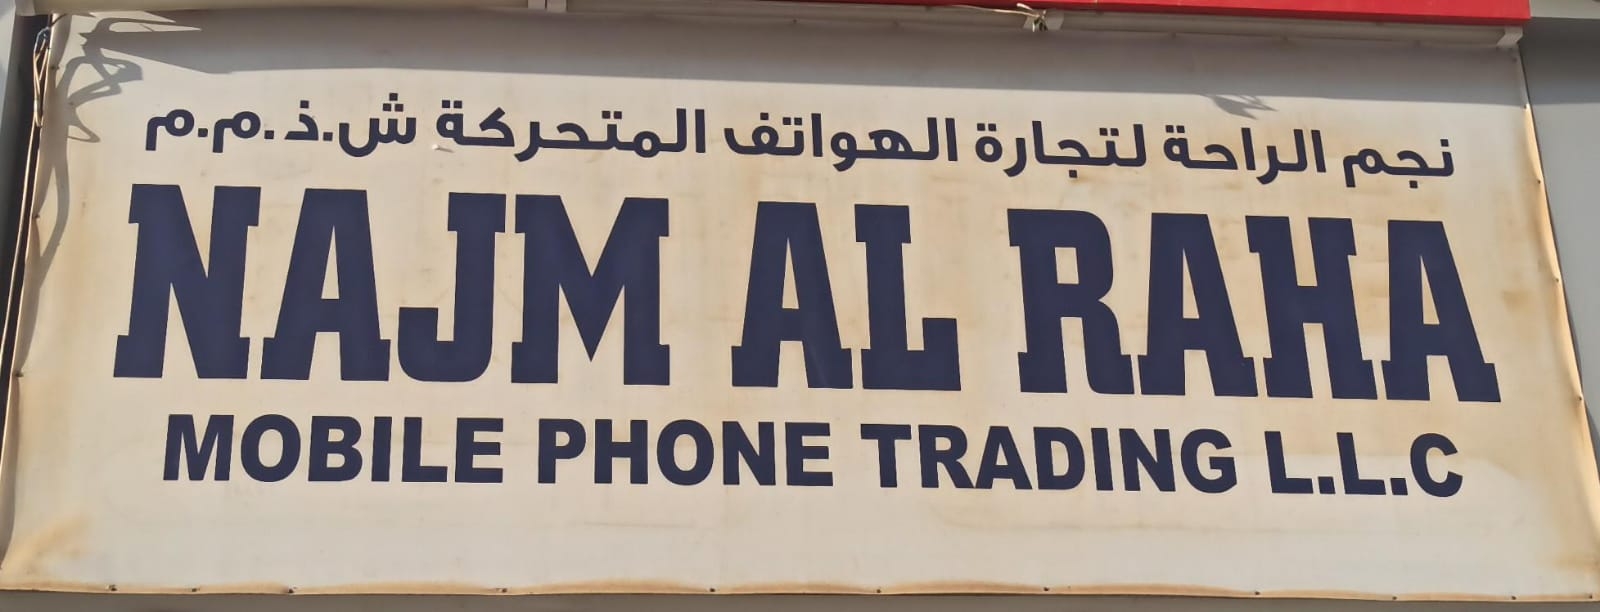 نجم الراحة لتجارة الهواتف المتحركة ش.ذ.م.م
NAJM AL RAHA
MOBILE PHONE TRADING L.L.C